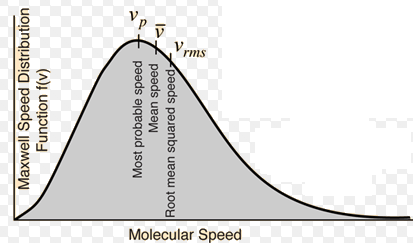 v_p v̅ v_rms
Maxwell Speed Distribution
Function f(v)
Most probable speed
Mean speed
Root mean squared speed
Molecular Speed